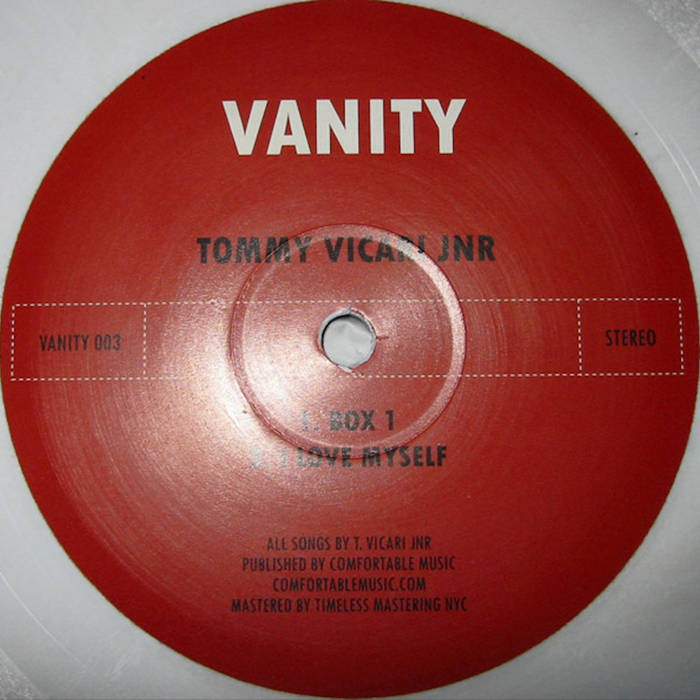 VANITY
TOMMY VICARI JNR
VANITY 003
STEREO
1. BOX 1
I LOVE MYSELF
ALL SONGS BY T. VICARI JNR
PUBLISHED BY COMFORTABLE MUSIC
COMFORTABLEMUSIC.COM
MASTERED BY TIMELESS MASTERING NYC